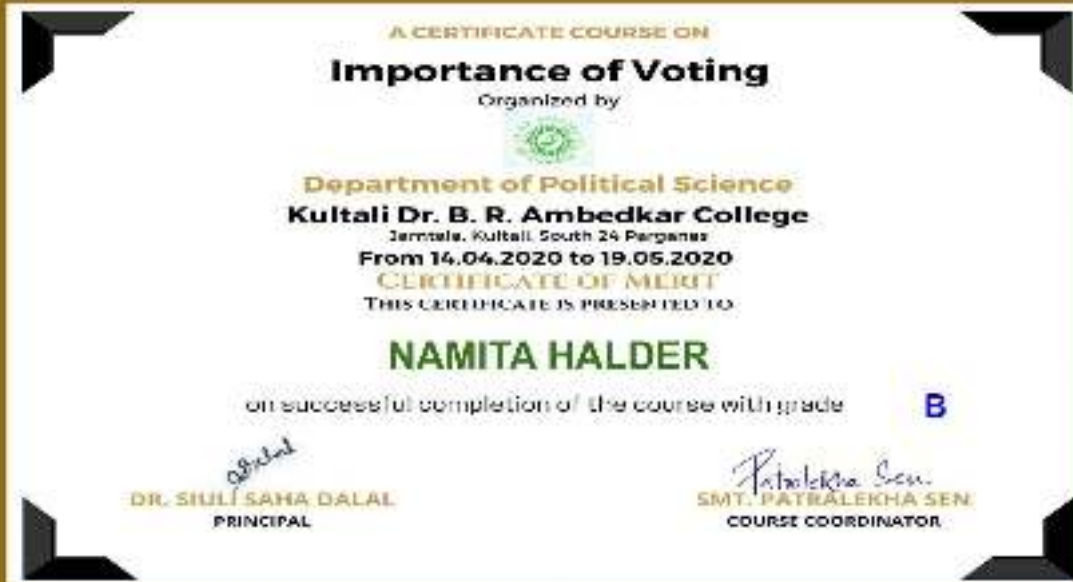 A CERTIFICATE COURSE ON
Importance of Voting
Organized by
Department of Political Science
Kultali Dr. B. R. Ambedkar College
Jamtala, Kultali, South 24 Parganas
From 14.04.2020 to 19.05.2020
CERTIFICATE OF MERIT
THIS CERTIFICATE IS PRESENTED TO
NAMITA HALDER
on successful completion of the course with grade B
Patralekha Sen.
DR. SIULI SAHA DALAL
SMT. PATRALEKHA SEN
PRINCIPAL
COURSE COORDINATOR